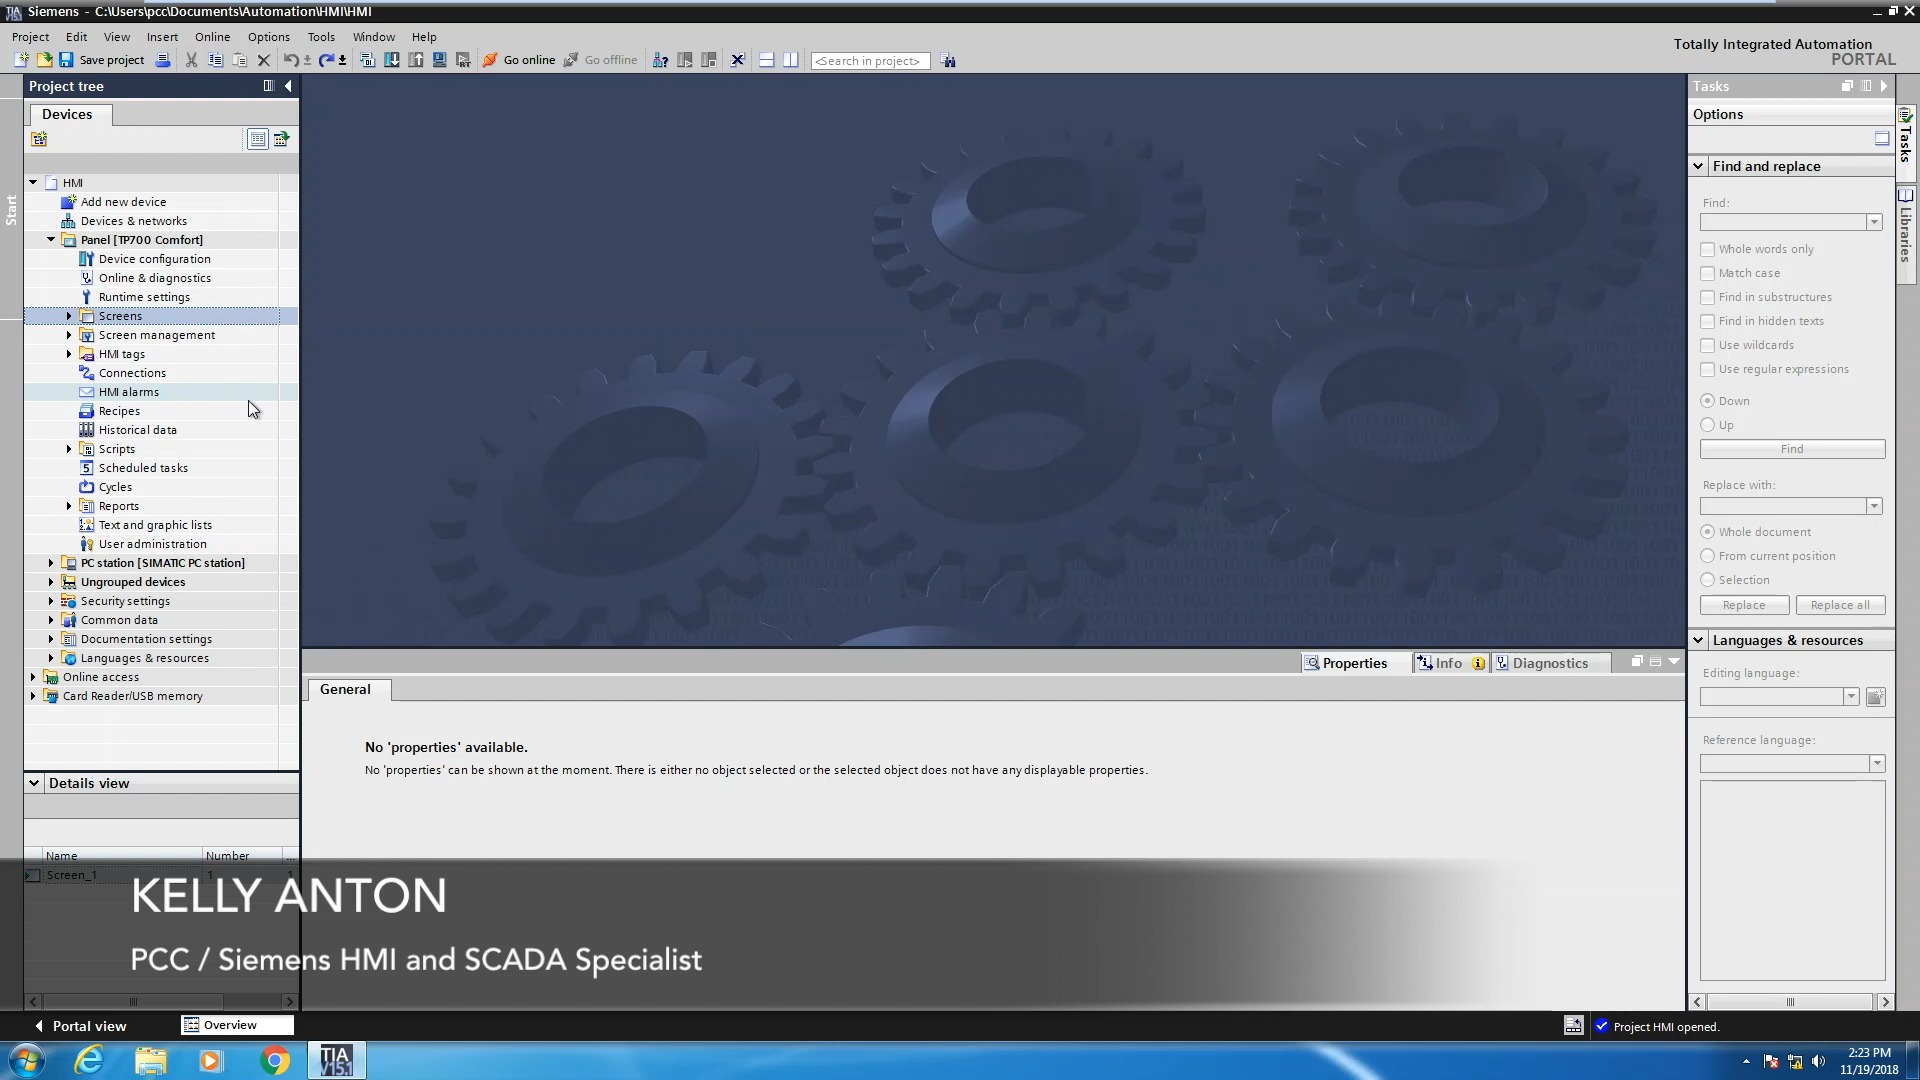 Siemens - C:\Users\pcc\Documents\Automation\HMI\HMI
Project Edit View Insert Online Options Tools Window Help
Totally Integrated Automation
PORTAL
Save project
Go online
Go offline
<Search in project>
Project tree
Devices
Start
HMI
Add new device
Devices & networks
Panel [TP700 Comfort]
Device configuration
Online & diagnostics
Runtime settings
Screens
Screen management
HMI tags
Connections
HMI alarms
Recipes
Historical data
Scripts
Scheduled tasks
Cycles
Reports
Text and graphic lists
User administration
PC station [SIMATIC PC station]
Ungrouped devices
Security settings
Common data
Documentation settings
Languages & resources
Online access
Card Reader/USB memory
Details view
Name Number ...
Screen_1 1 1
Properties
Info
Diagnostics
General
No 'properties' available.
No 'properties' can be shown at the moment. There is either no object selected or the selected object does not have any displayable properties.
Tasks
Options
Find and replace
Find:
Whole words only
Match case
Find in substructures
Find in hidden texts
Use wildcards
Use regular expressions
Down
Up
Find
Replace with:
Whole document
From current position
Selection
Replace
Replace all
Languages & resources
Editing language:
Reference language:
Tasks
Libraries
KELLY ANTON
PCC / Siemens HMI and SCADA Specialist
Portal view
Overview
Project HMI opened.
TIA
V15.1
2:23 PM
11/19/2018